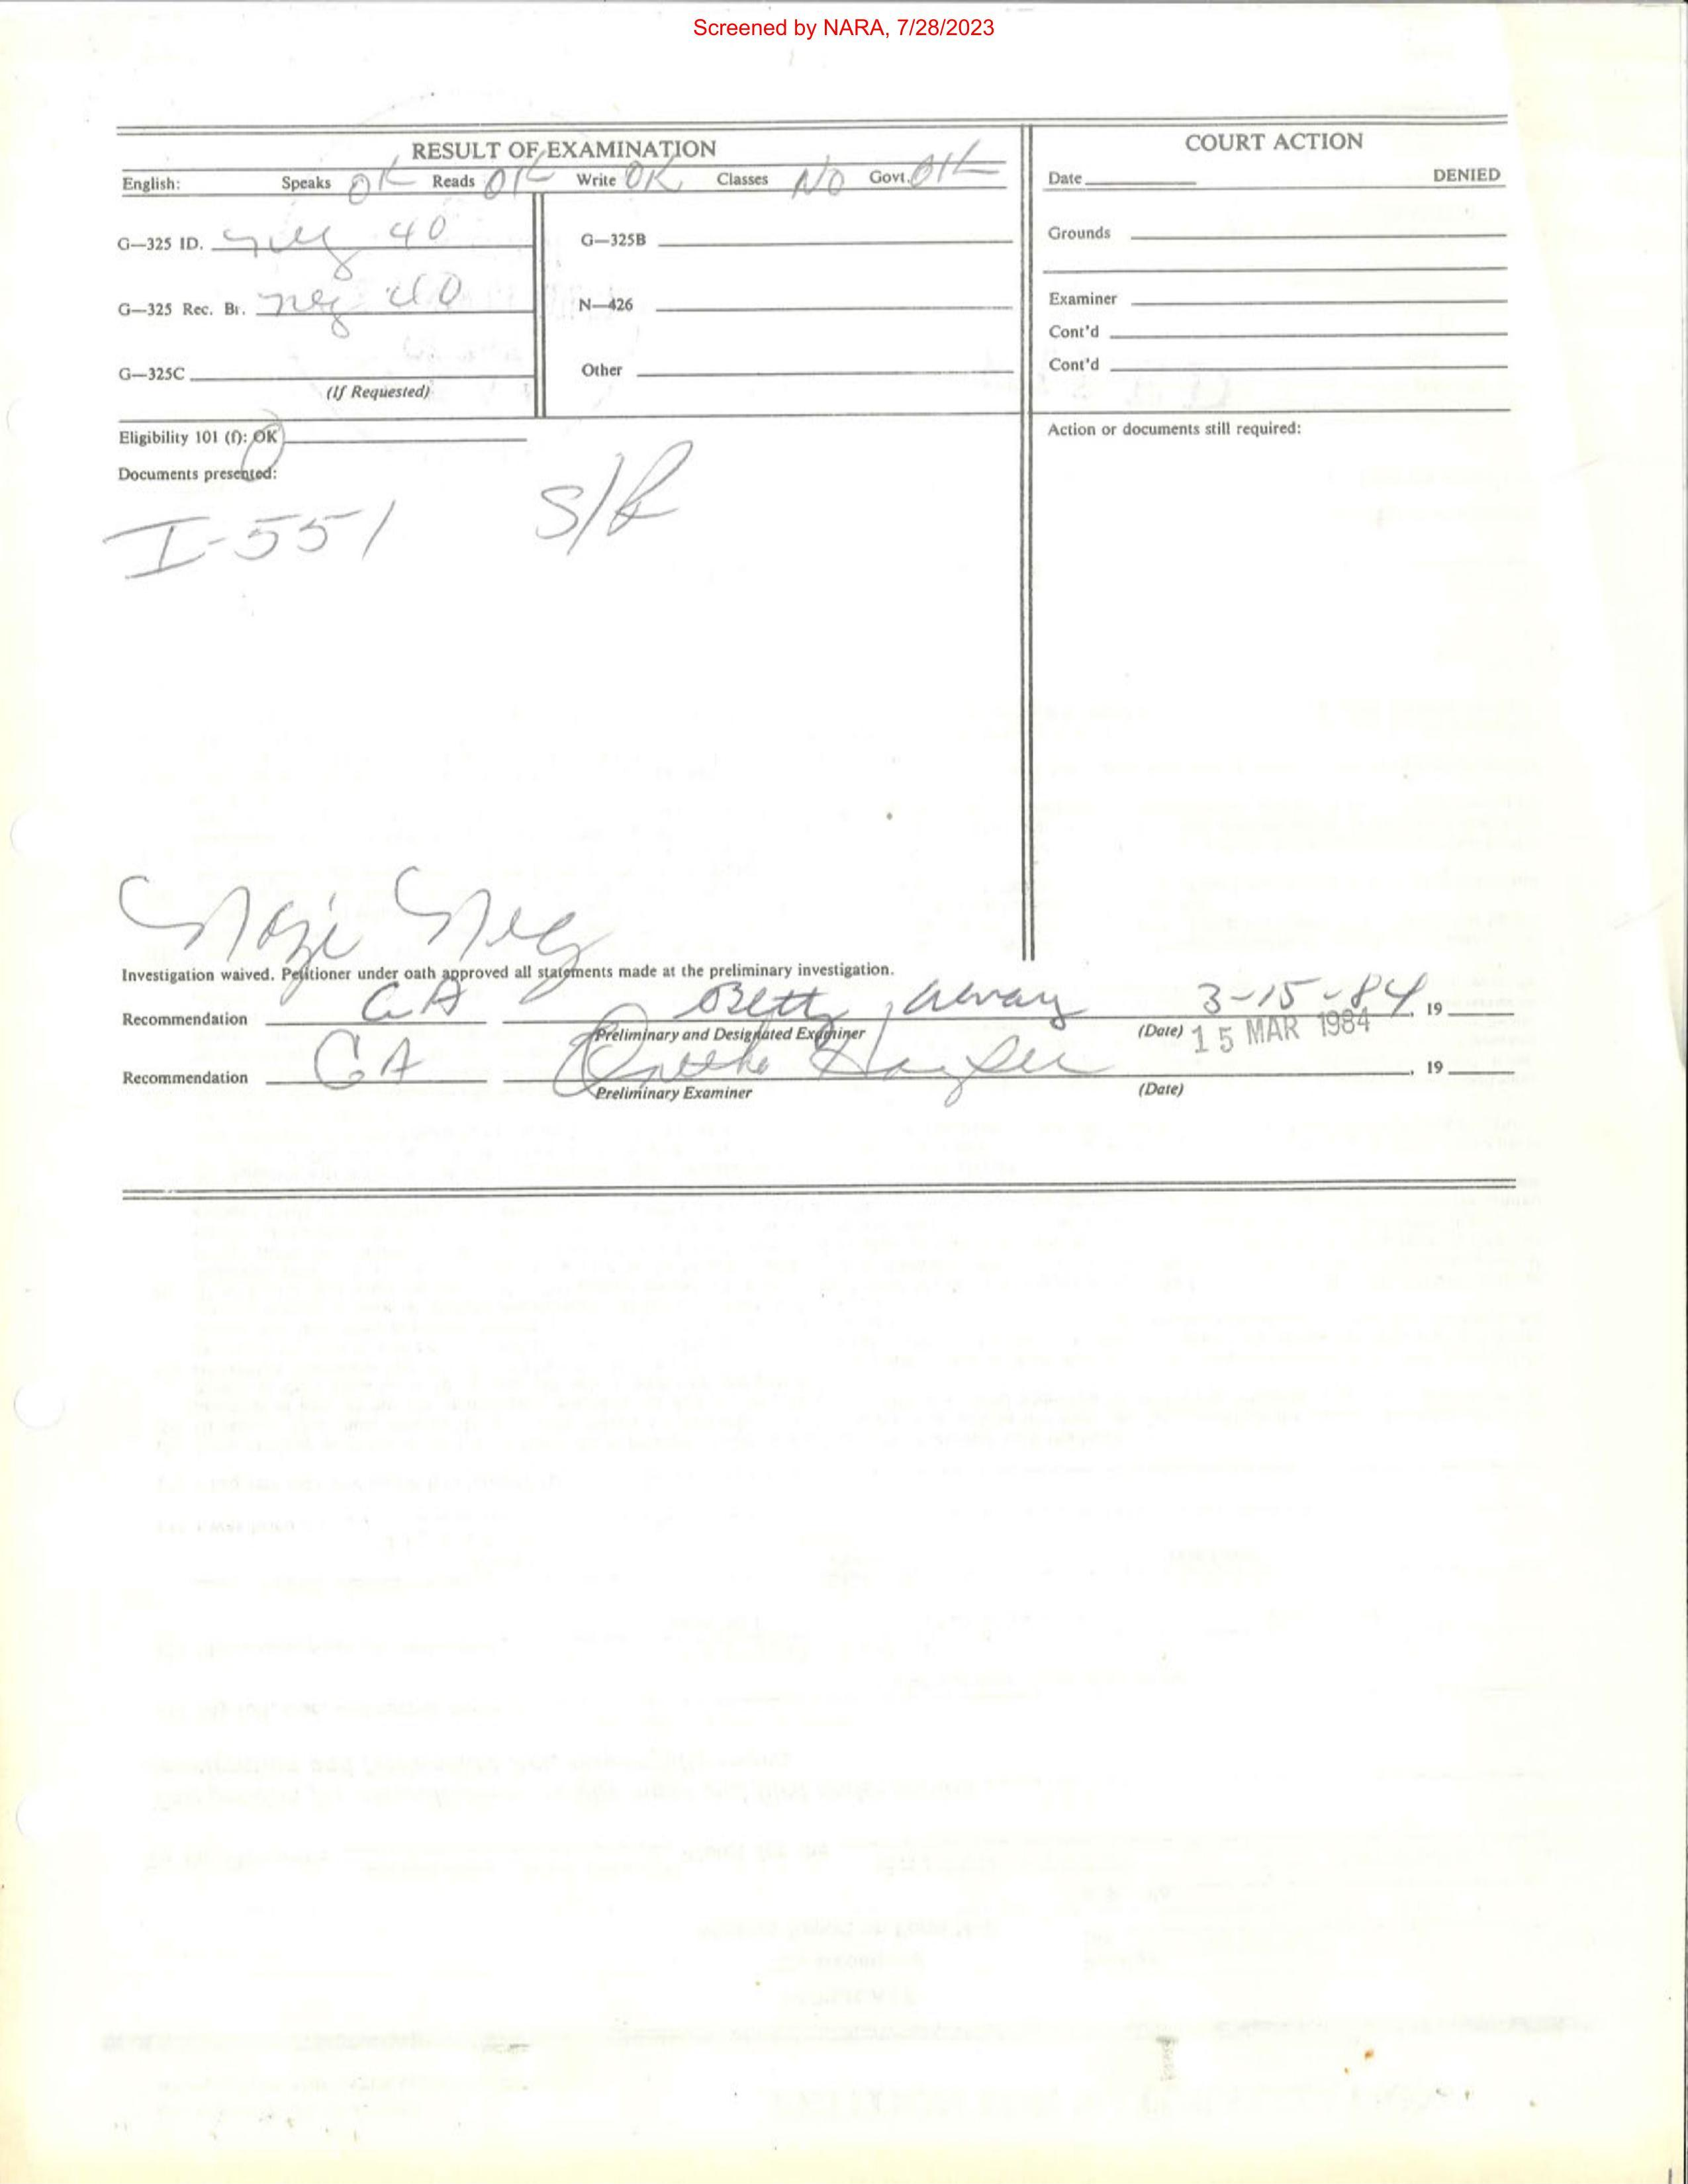 Screened by NARA, 7/28/2023
RESULT OF EXAMINATION
English: Speaks OK Reads OK Write OK Classes NO Govt. OK
G—325 ID. neg 40
G—325B
G—325 Rec. Br. neg 40
N—426
G—325C
(If Requested)
Other
Eligibility 101 (f): OK
Documents presented:
I-551 S/R
COURT ACTION
Date DENIED
Grounds
Examiner
Cont'd
Cont'd
Action or documents still required:
Nazi Neg
Investigation waived. Petitioner under oath approved all statements made at the preliminary investigation.
Recommendation GA Betty 3-15-84, 19
Preliminary and Designated Examiner (Date) 15 MAR 1984
Recommendation GA , 19
Preliminary Examiner (Date)